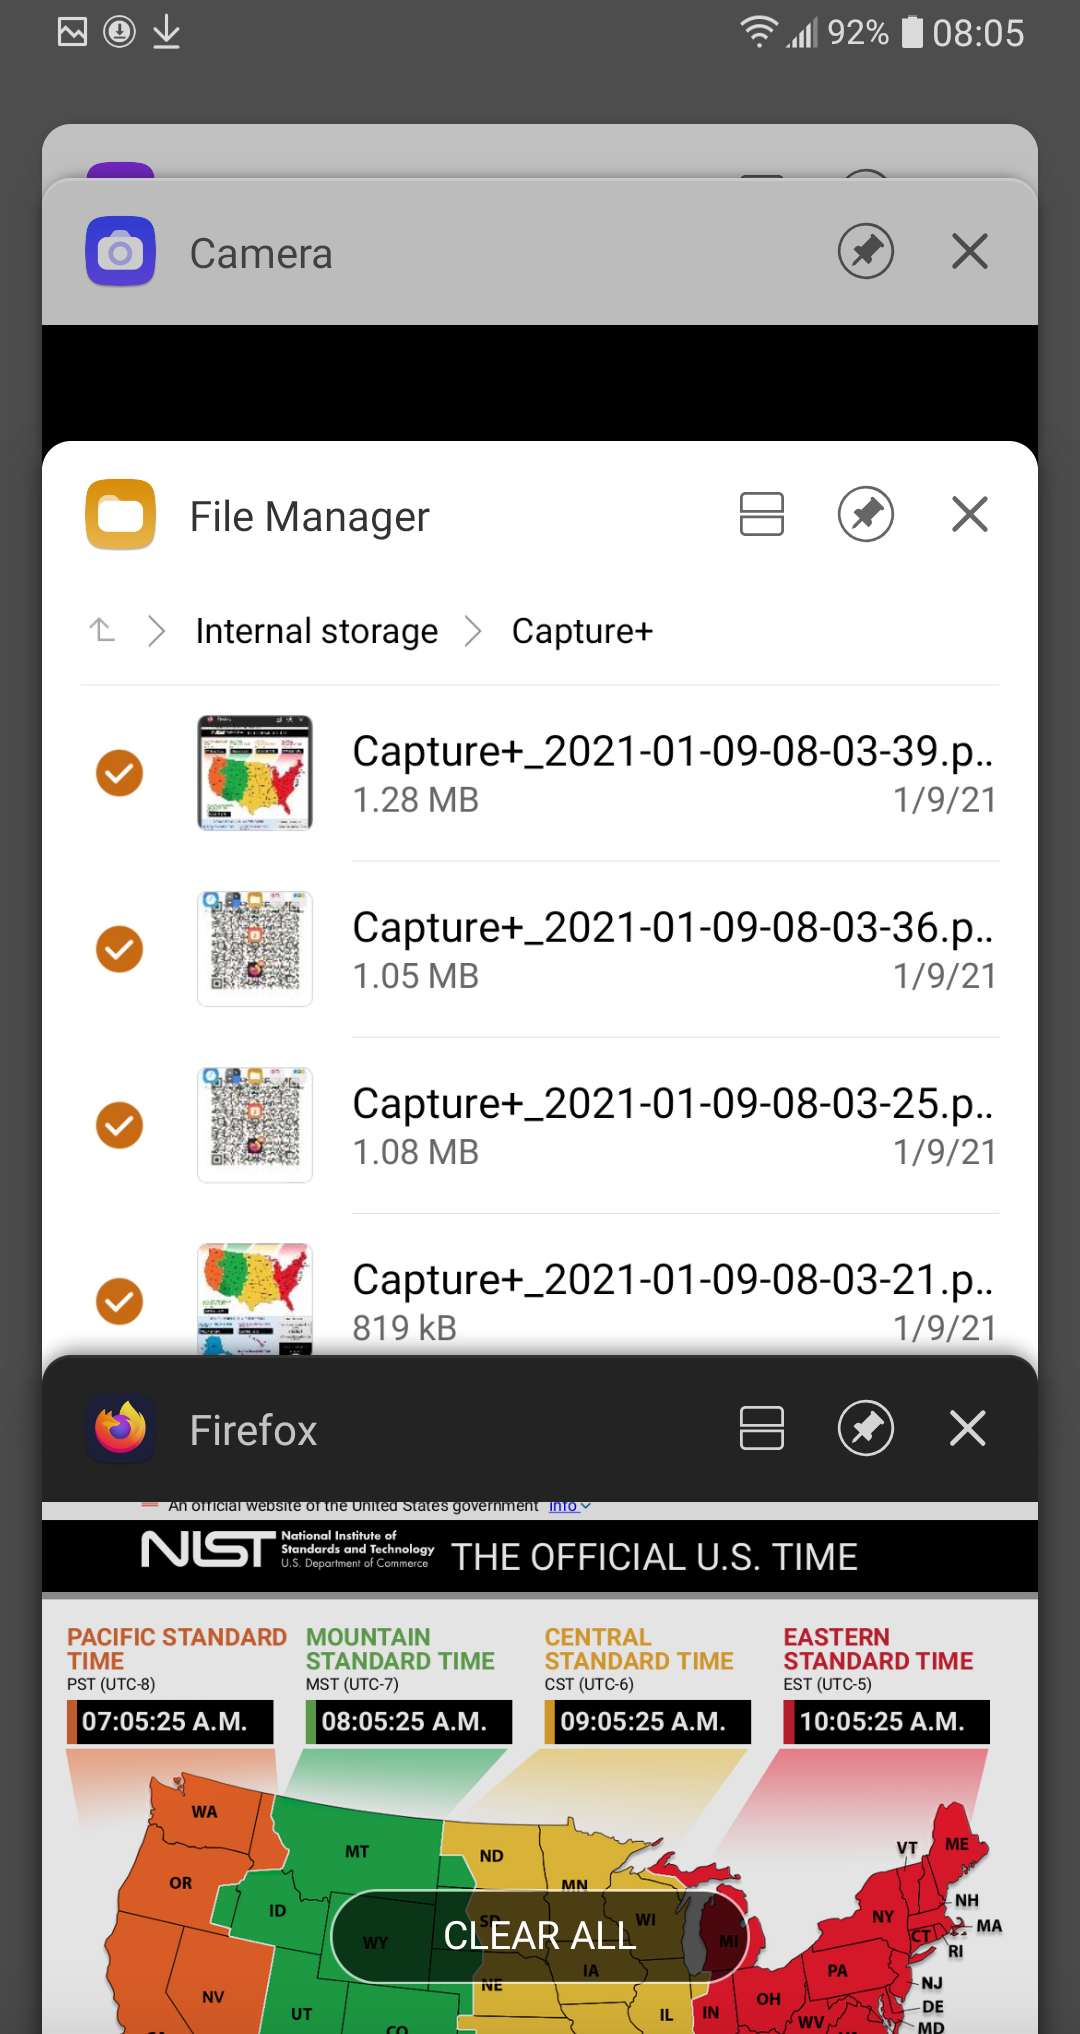 92% 08:05
Camera
File Manager
Internal storage Capture+
Capture+_2021-01-09-08-03-39.p..
1.28 MB 1/9/21
Capture+_2021-01-09-08-03-36.p..
1.05 MB 1/9/21
Capture+_2021-01-09-08-03-25.p..
1.08 MB 1/9/21
Capture+_2021-01-09-08-03-21.p..
819 kB 1/9/21
Firefox
An official website of the United States government Info
NIST National Institute of
Standards and Technology
U.S. Department of Commerce
THE OFFICIAL U.S. TIME
PACIFIC STANDARD
TIME
PST (UTC-8)
07:05:25 A.M.
MOUNTAIN
STANDARD TIME
MST (UTC-7)
08:05:25 A.M.
CENTRAL
STANDARD TIME
CST (UTC-6)
09:05:25 A.M.
EASTERN
STANDARD TIME
EST (UTC-5)
10:05:25 A.M.
WA
VT ME
MT ND
OR MN
NH
ID SD WI NY MA
CT
RI
CLEAR ALL
WY MI
IA PA
NE NJ
NV OH
UT IL IN DE
CO WV MD